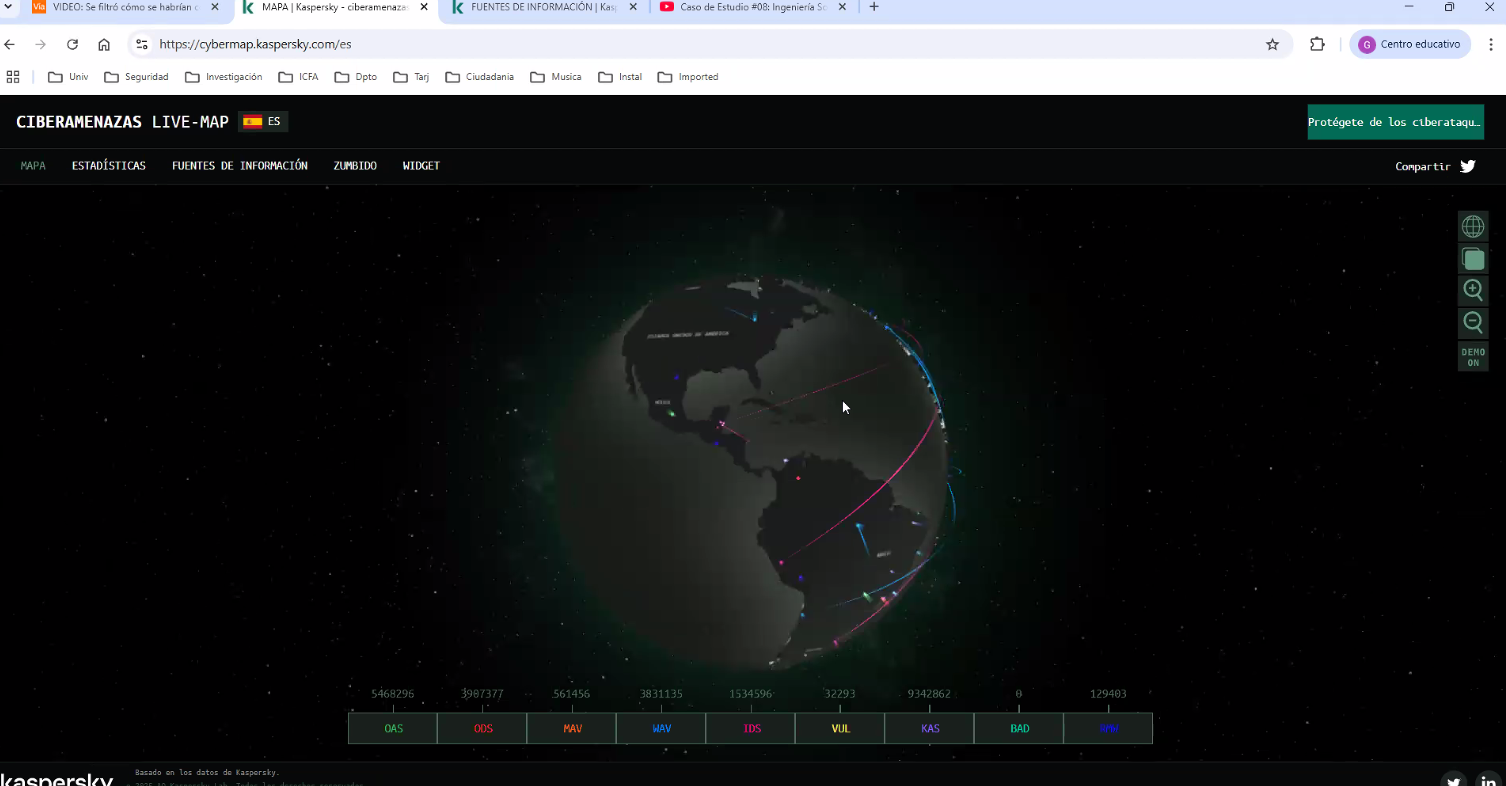 VIDEO: Se filtró cómo se habrían c
MAPA | Kaspersky - ciberamenazas
FUENTES DE INFORMACIÓN | Kas
Caso de Estudio #08: Ingeniería So
https://cybermap.kaspersky.com/es
G Centro educativo
Univ Seguridad Investigación ICFA Dpto Tarj Ciudadania Musica Instal Imported
CIBERAMENAZAS LIVE-MAP ES
Protégete de los ciberataqu…
MAPA ESTADÍSTICAS FUENTES DE INFORMACIÓN ZUMBIDO WIDGET
Compartir
DEMO
ON
ESTADOS UNIDOS DE AMÉRICA
MÉXICO
BRASIL
5468296 3907377 561456 3831135 1534596 32293 9342862 0 129403
OAS ODS MAV WAV IDS VUL KAS BAD RMW
kaspersky
Basado en los datos de Kaspersky.